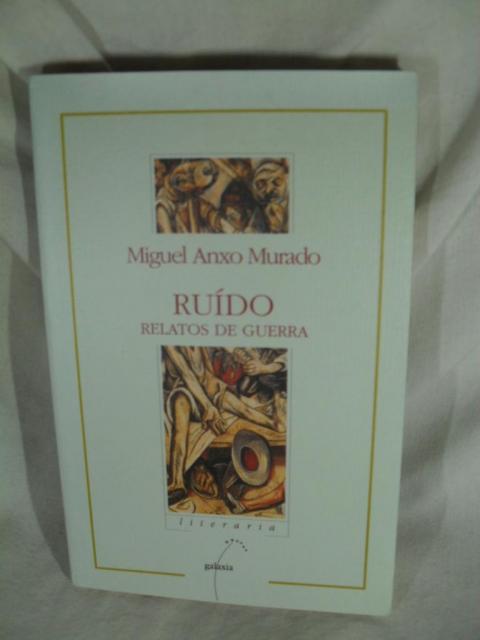 Miguel Anxo Murado
RUÍDO
RELATOS DE GUERRA
literaria
galaxia